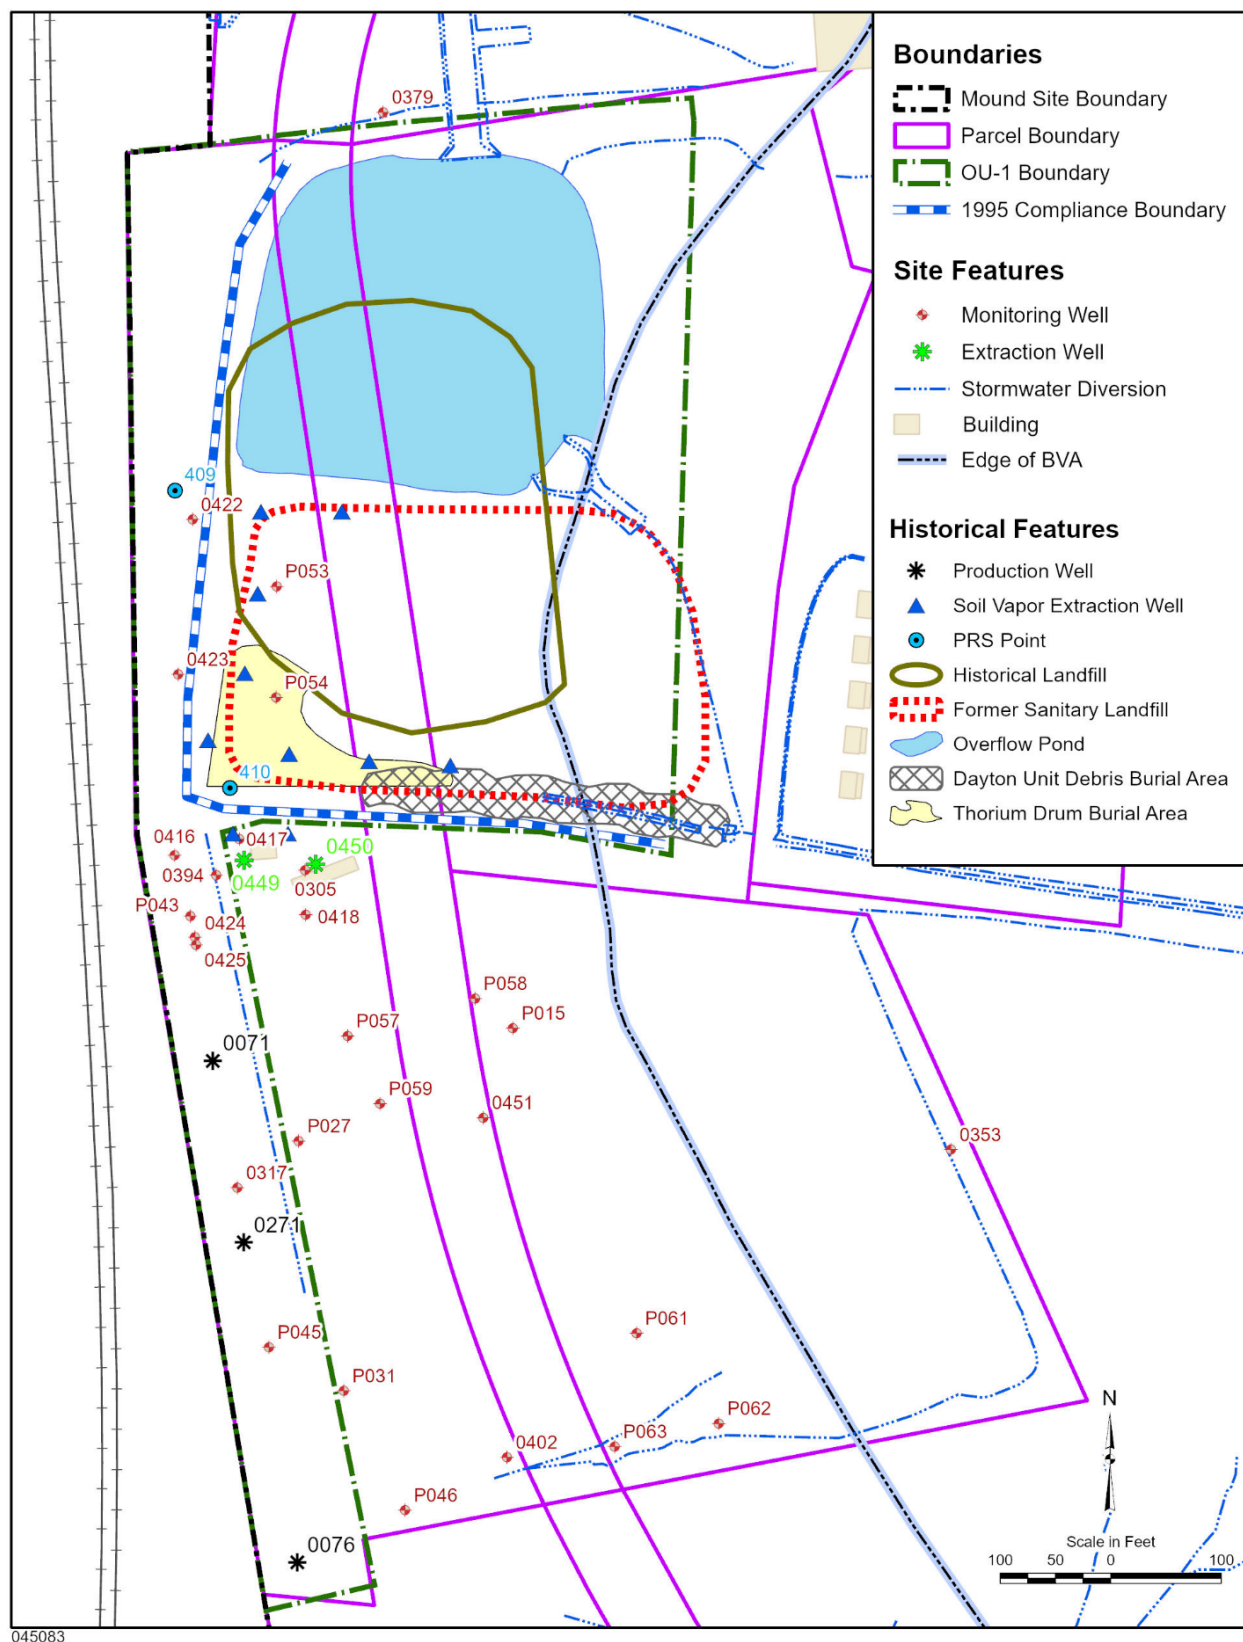 Boundaries
Mound Site Boundary
Parcel Boundary
OU-1 Boundary
1995 Compliance Boundary
Site Features
Monitoring Well
Extraction Well
Stormwater Diversion
Building
Edge of BVA
Historical Features
Production Well
Soil Vapor Extraction Well
PRS Point
Historical Landfill
Former Sanitary Landfill
Overflow Pond
Dayton Unit Debris Burial Area
Thorium Drum Burial Area
0379
409
0422
P053
0423
P054
410
0416
0417
0450
0394
0449
0305
P043
0418
0424
0425
P058
P015
P057
0071
P059
0451
P027
0353
0317
0271
P045
P061
P031
P062
P063
0402
P046
0076
N
Scale in Feet
100 50 0 100
045083